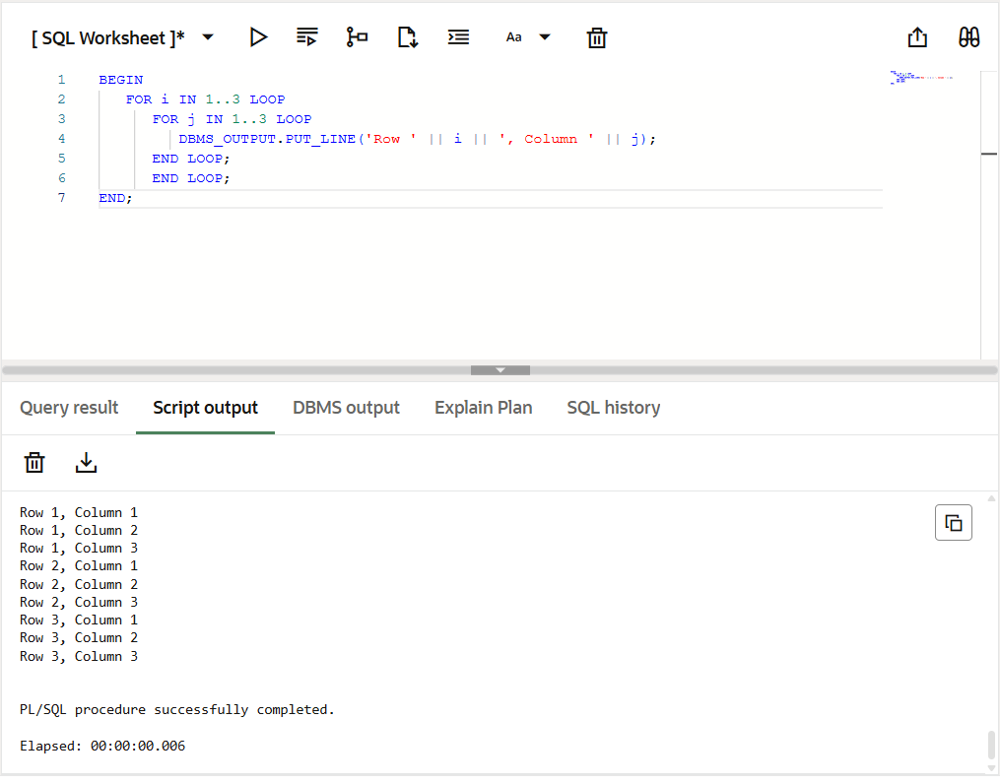 [ SQL Worksheet ]* Aa
1 BEGIN
2 FOR i IN 1..3 LOOP
3 FOR j IN 1..3 LOOP
4 DBMS_OUTPUT.PUT_LINE('Row ' || i || ', Column ' || j);
5 END LOOP;
6 END LOOP;
7 END;
Query result Script output DBMS output Explain Plan SQL history
Row 1, Column 1
Row 1, Column 2
Row 1, Column 3
Row 2, Column 1
Row 2, Column 2
Row 2, Column 3
Row 3, Column 1
Row 3, Column 2
Row 3, Column 3
PL/SQL procedure successfully completed.
Elapsed: 00:00:00.006